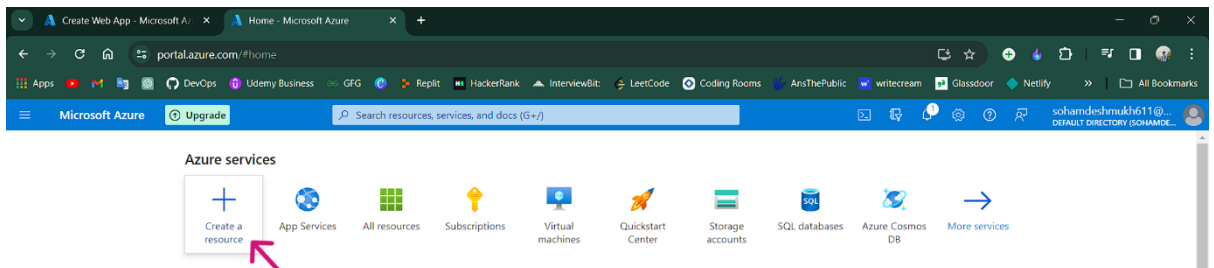 Create Web App - Microsoft Az
Home - Microsoft Azure
portal.azure.com/#home
Apps DevOps Udemy Business GFG Replit HackerRank InterviewBit: LeetCode Coding Rooms AnsThePublic writecream Glassdoor Netlify » All Bookmarks
Microsoft Azure Upgrade Search resources, services, and docs (G+/) 1 sohamdeshmukh611@...
DEFAULT DIRECTORY (SOHAMDE...
Azure services
Create a resource
App Services
All resources
Subscriptions
Virtual machines
Quickstart Center
Storage accounts
SQL
SQL databases
Azure Cosmos DB
More services